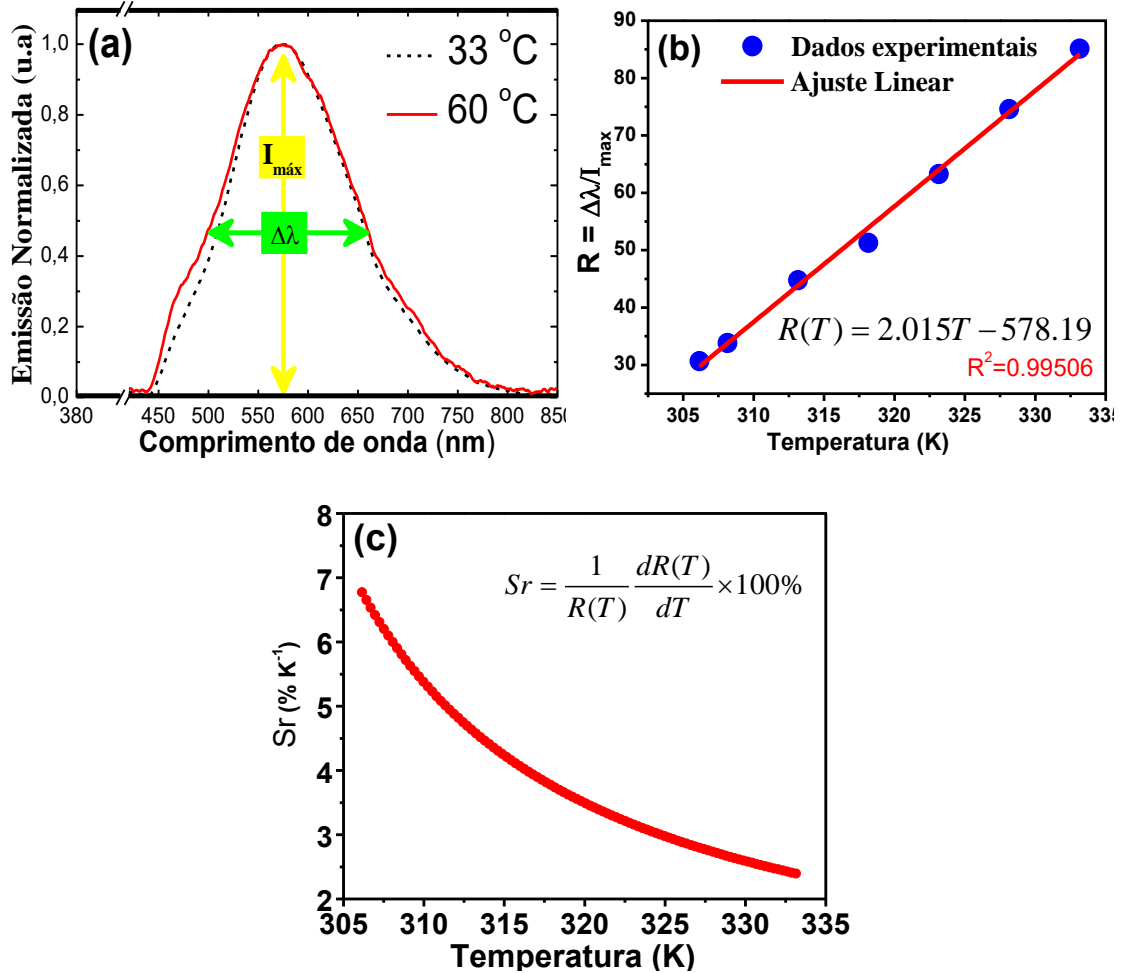 (a)
33 °C
60 °C
I máx
Δλ
Emissão Normalizada (u.a)
1,0
0,8
0,6
0,4
0,2
0,0
380 450 500 550 600 650 700 750 800 850
Comprimento de onda (nm)
(b)
Dados experimentais
Ajuste Linear
R = Δλ/I max
90
80
70
60
50
40
30
R(T) = 2.015T − 578.19
R²=0.99506
305 310 315 320 325 330 335
Temperatura (K)
(c)
Sr = 1/R(T) dR(T)/dT ×100%
Sr (% K⁻¹)
8
7
6
5
4
3
2
305 310 315 320 325 330 335
Temperatura (K)